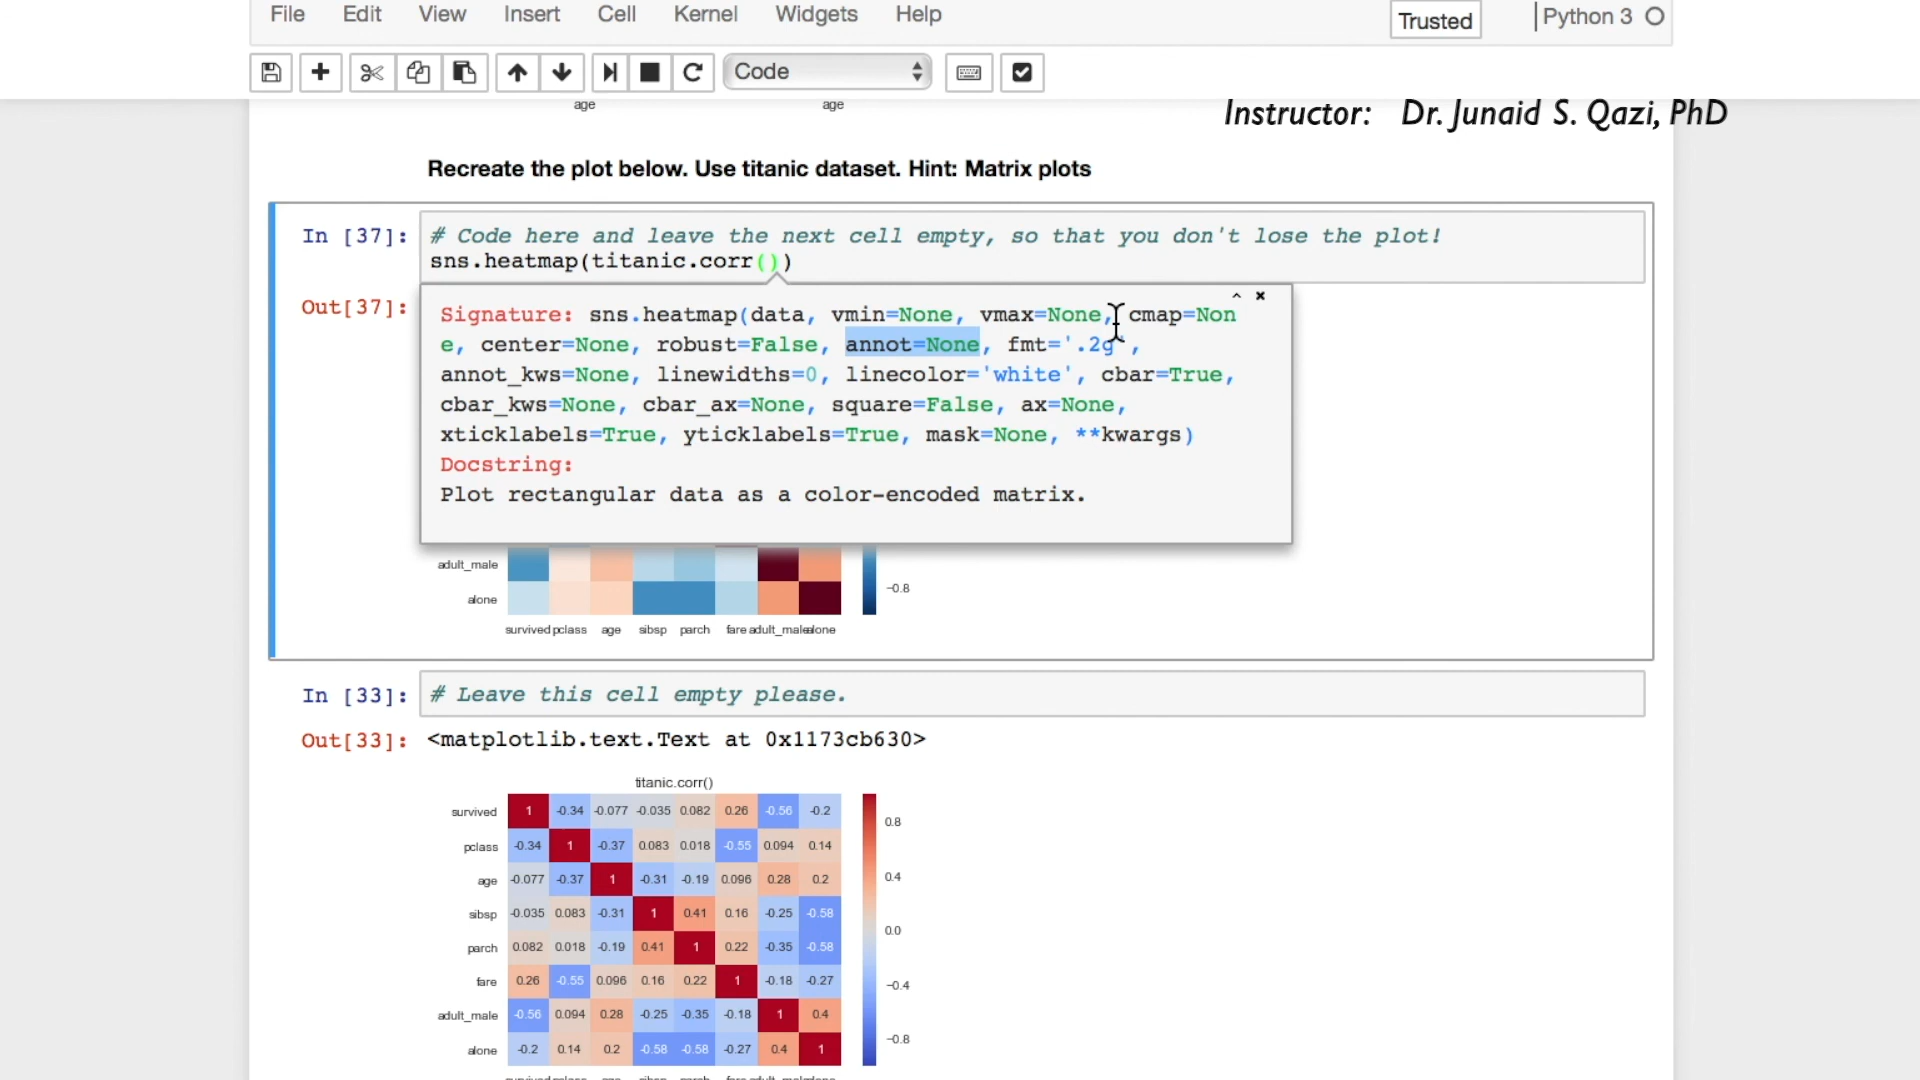 File Edit View Insert Cell Kernel Widgets Help
Trusted
Python 3
Code
age age
Instructor: Dr. Junaid S. Qazi, PhD
Recreate the plot below. Use titanic dataset. Hint: Matrix plots
In [37]:
# Code here and leave the next cell empty, so that you don't lose the plot!
sns.heatmap(titanic.corr())
Out[37]:
Signature: sns.heatmap(data, vmin=None, vmax=None, cmap=Non
e, center=None, robust=False, annot=None, fmt='.2g',
annot_kws=None, linewidths=0, linecolor='white', cbar=True,
cbar_kws=None, cbar_ax=None, square=False, ax=None,
xticklabels=True, yticklabels=True, mask=None, **kwargs)
Docstring:
Plot rectangular data as a color-encoded matrix.
adult_male
−0.8
alone
survived pclass age sibsp parch fare adult_male alone
In [33]:
# Leave this cell empty please.
Out[33]:
<matplotlib.text.Text at 0x1173cb630>
titanic.corr()
survived 1 -0.34 -0.077 -0.035 0.082 0.26 -0.56 -0.2
0.8
pclass -0.34 1 -0.37 0.083 0.018 -0.55 0.094 0.14
age -0.077 -0.37 1 -0.31 -0.19 0.096 0.28 0.2
0.4
sibsp -0.035 0.083 -0.31 1 0.41 0.16 -0.25 -0.58
0.0
parch 0.082 0.018 -0.19 0.41 1 0.22 -0.35 -0.58
fare 0.26 -0.55 0.096 0.16 0.22 1 -0.18 -0.27
−0.4
adult_male -0.56 0.094 0.28 -0.25 -0.35 -0.18 1 0.4
−0.8
alone -0.2 0.14 0.2 -0.58 -0.58 -0.27 0.4 1